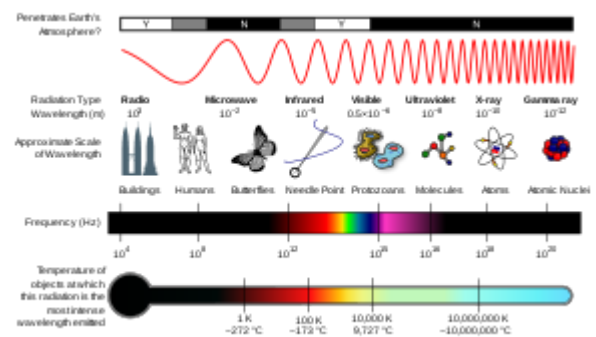 Penetrates Earth's
Atmosphere?
Y
N
Y
N
Radiation Type
Radio
Microwave
Infrared
Visible
Ultraviolet
X-ray
Gamma ray
Wavelength (m)
10³
10⁻²
10⁻⁵
0.5×10⁻⁶
10⁻⁸
10⁻¹⁰
10⁻¹²
Approximate Scale
of Wavelength
Buildings
Humans
Butterflies
Needle Point
Protozoans
Molecules
Atoms
Atomic Nuclei
Frequency (Hz)
10⁴
10⁸
10¹²
10¹⁵
10¹⁶
10¹⁸
10²⁰
Temperature of
objects at which
this radiation is the
most intense
wavelength emitted
1 K
100 K
10,000 K
10,000,000 K
−272 °C
−173 °C
9,727 °C
~10,000,000 °C